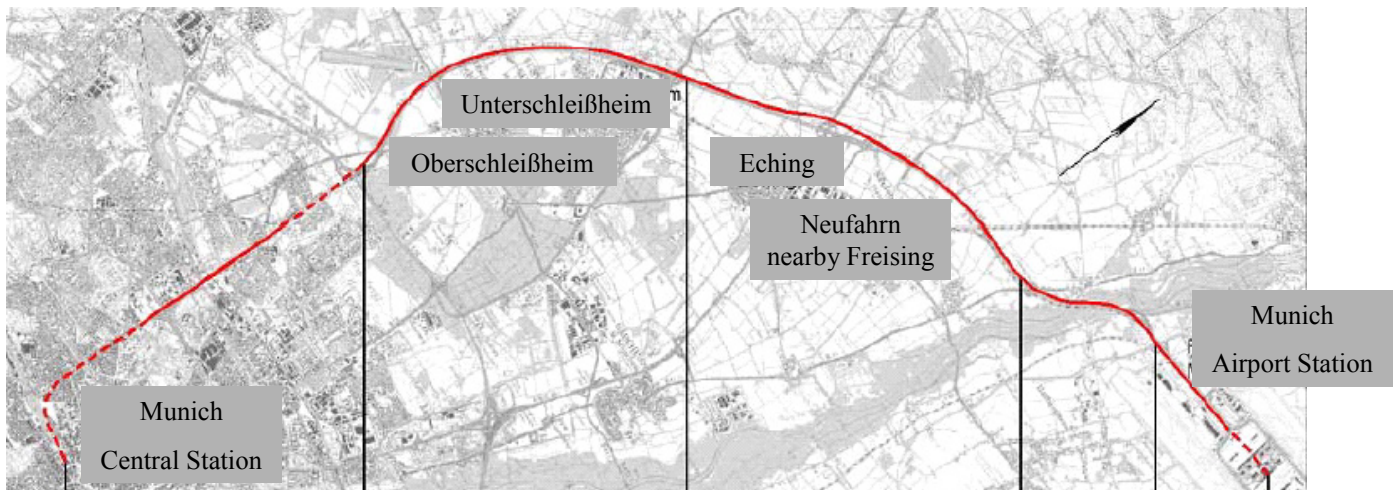 Unterschleißheim
m
Oberschleißheim
Eching
Neufahrn
nearby Freising
Munich
Airport Station
Munich
Central Station